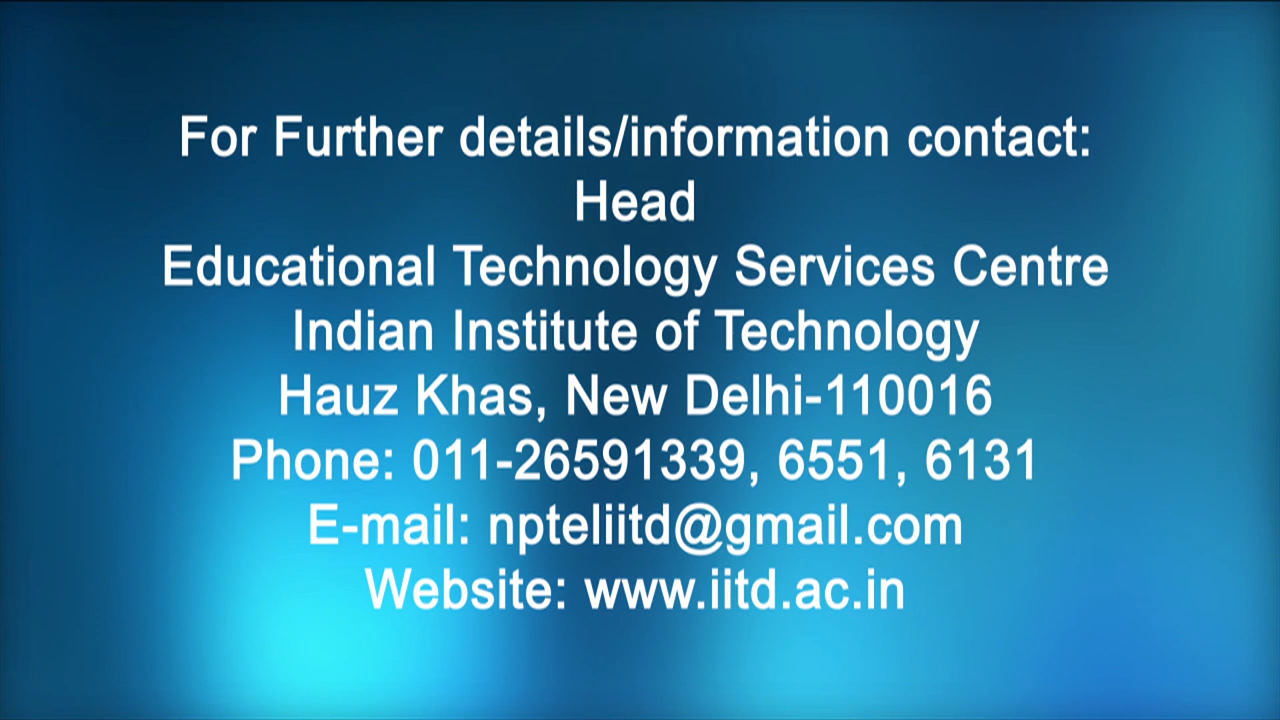 For Further details/information contact:
Head
Educational Technology Services Centre
Indian Institute of Technology
Hauz Khas, New Delhi-110016
Phone: 011-26591339, 6551, 6131
E-mail: npteliitd@gmail.com
Website: www.iitd.ac.in